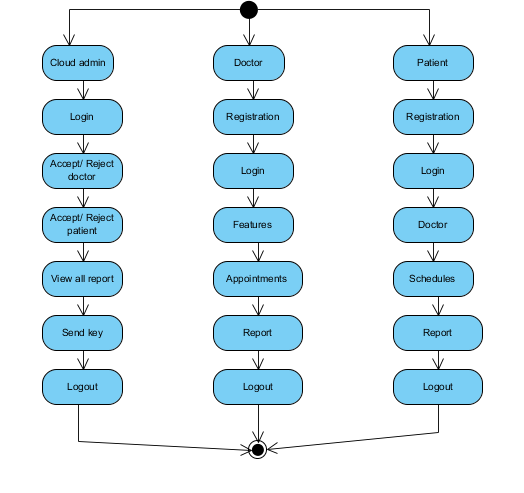 Cloud admin
Doctor
Patient
Login
Registration
Registration
Accept/ Reject
doctor
Login
Login
Accept/ Reject
patient
Features
Doctor
View all report
Appointments
Schedules
Send key
Report
Report
Logout
Logout
Logout